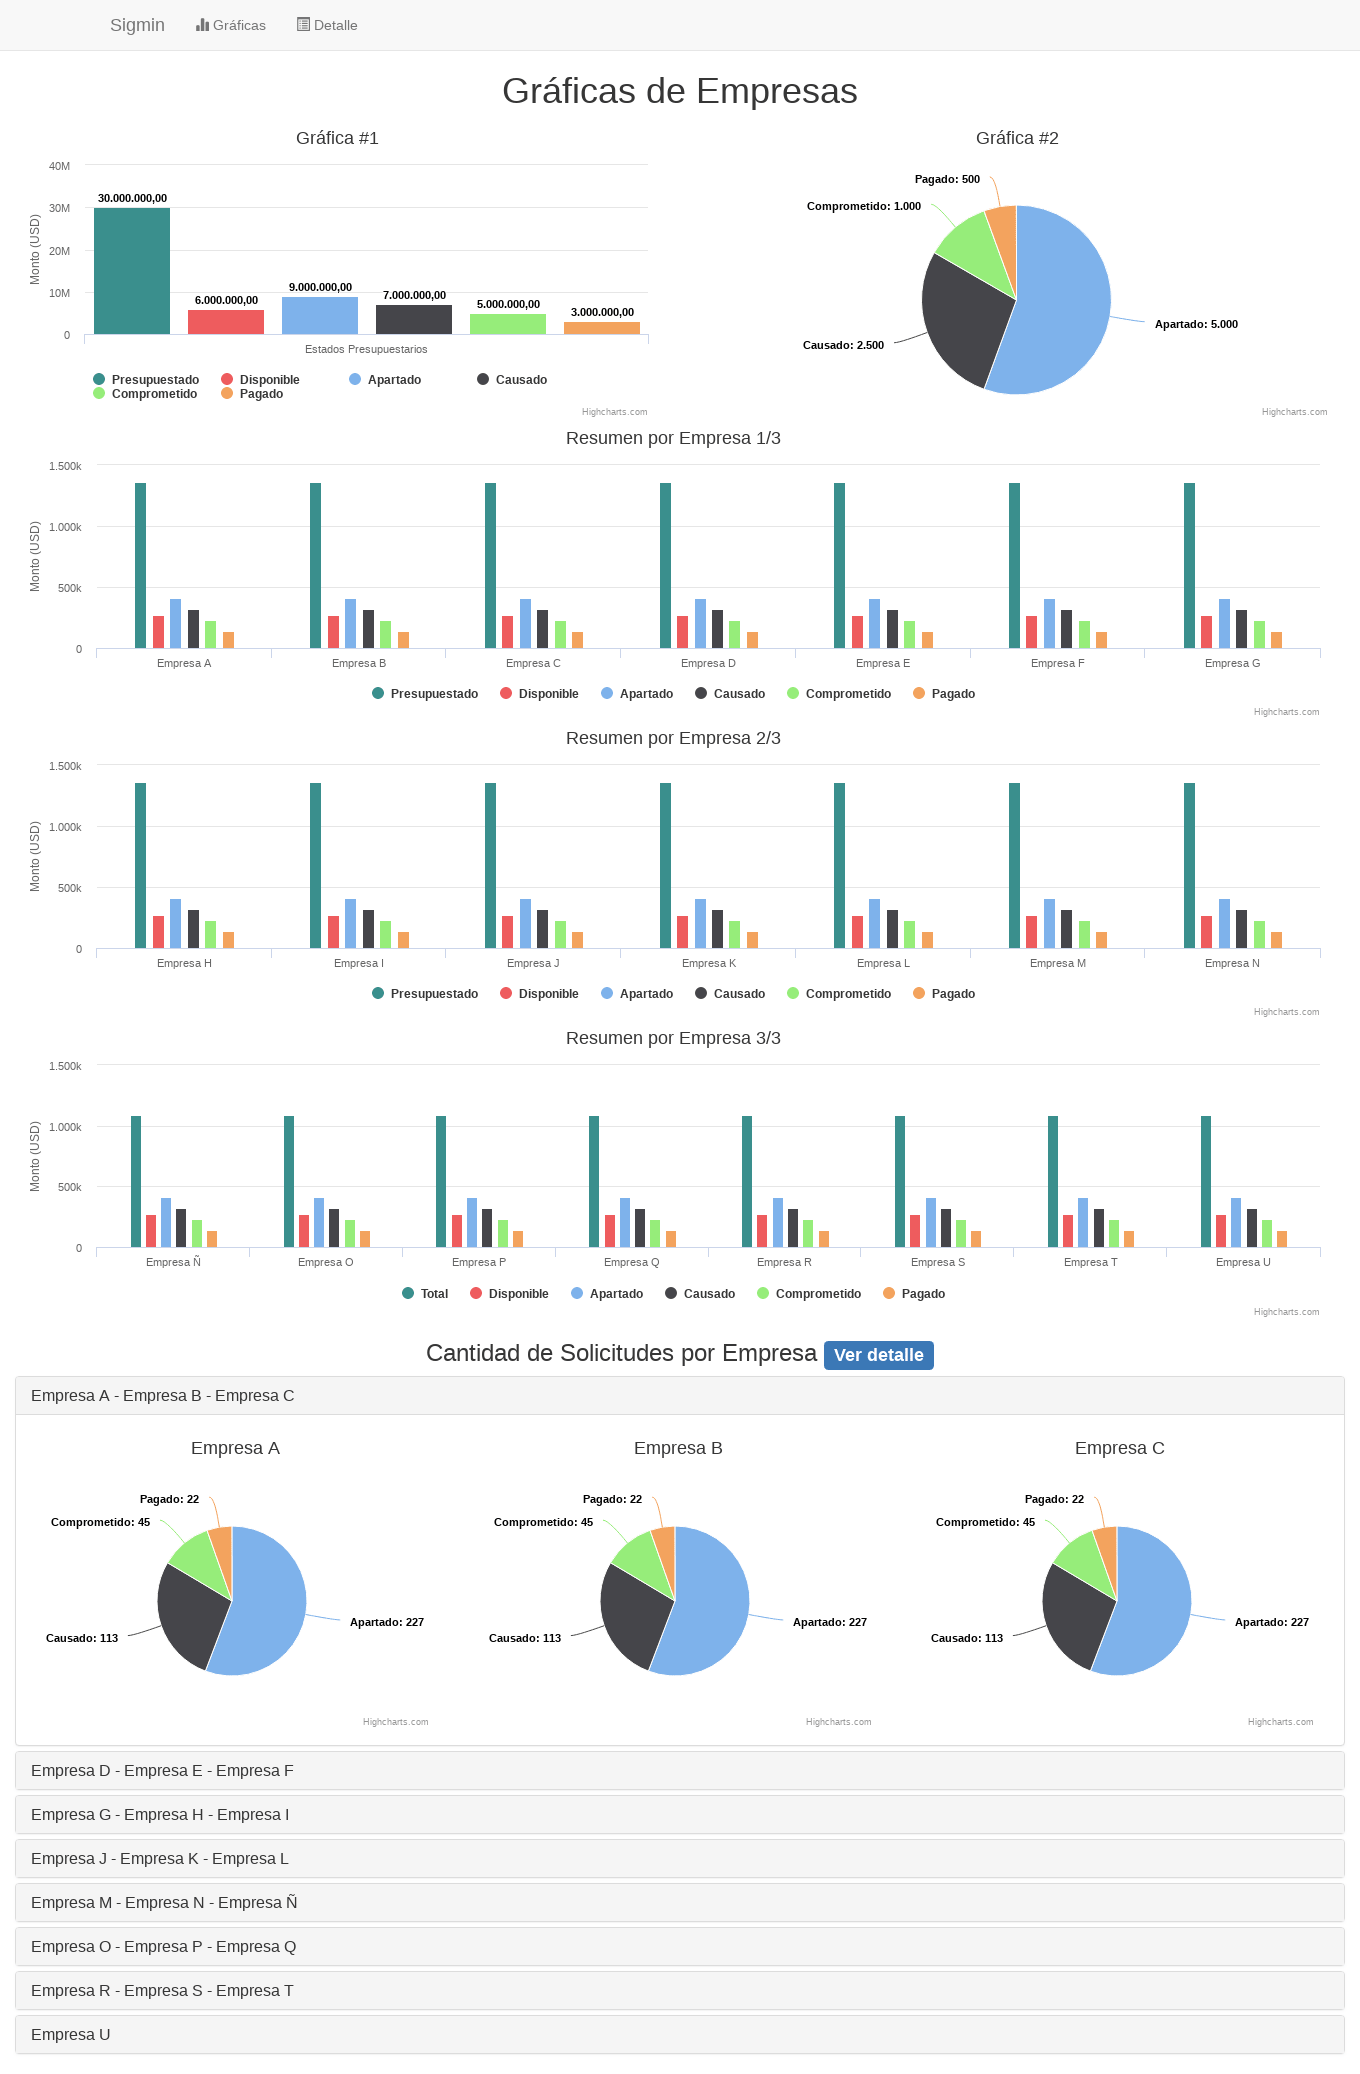 Sigmin Gráficas Detalle
Gráficas de Empresas
Gráfica #1
40M
30M
20M
10M
0
Monto (USD)
30.000.000,00
6.000.000,00
9.000.000,00
7.000.000,00
5.000.000,00
3.000.000,00
Estados Presupuestarios
Presupuestado Disponible Apartado Causado
Comprometido Pagado
Highcharts.com
Gráfica #2
Pagado: 500
Comprometido: 1.000
Apartado: 5.000
Causado: 2.500
Highcharts.com
Resumen por Empresa 1/3
1.500k
1.000k
500k
0
Monto (USD)
Empresa A Empresa B Empresa C Empresa D Empresa E Empresa F Empresa G
Presupuestado Disponible Apartado Causado Comprometido Pagado
Highcharts.com
Resumen por Empresa 2/3
1.500k
1.000k
500k
0
Monto (USD)
Empresa H Empresa I Empresa J Empresa K Empresa L Empresa M Empresa N
Presupuestado Disponible Apartado Causado Comprometido Pagado
Highcharts.com
Resumen por Empresa 3/3
1.500k
1.000k
500k
0
Monto (USD)
Empresa Ñ Empresa O Empresa P Empresa Q Empresa R Empresa S Empresa T Empresa U
Total Disponible Apartado Causado Comprometido Pagado
Highcharts.com
Cantidad de Solicitudes por Empresa Ver detalle
Empresa A - Empresa B - Empresa C
Empresa A
Pagado: 22
Comprometido: 45
Apartado: 227
Causado: 113
Highcharts.com
Empresa B
Pagado: 22
Comprometido: 45
Apartado: 227
Causado: 113
Highcharts.com
Empresa C
Pagado: 22
Comprometido: 45
Apartado: 227
Causado: 113
Highcharts.com
Empresa D - Empresa E - Empresa F
Empresa G - Empresa H - Empresa I
Empresa J - Empresa K - Empresa L
Empresa M - Empresa N - Empresa Ñ
Empresa O - Empresa P - Empresa Q
Empresa R - Empresa S - Empresa T
Empresa U